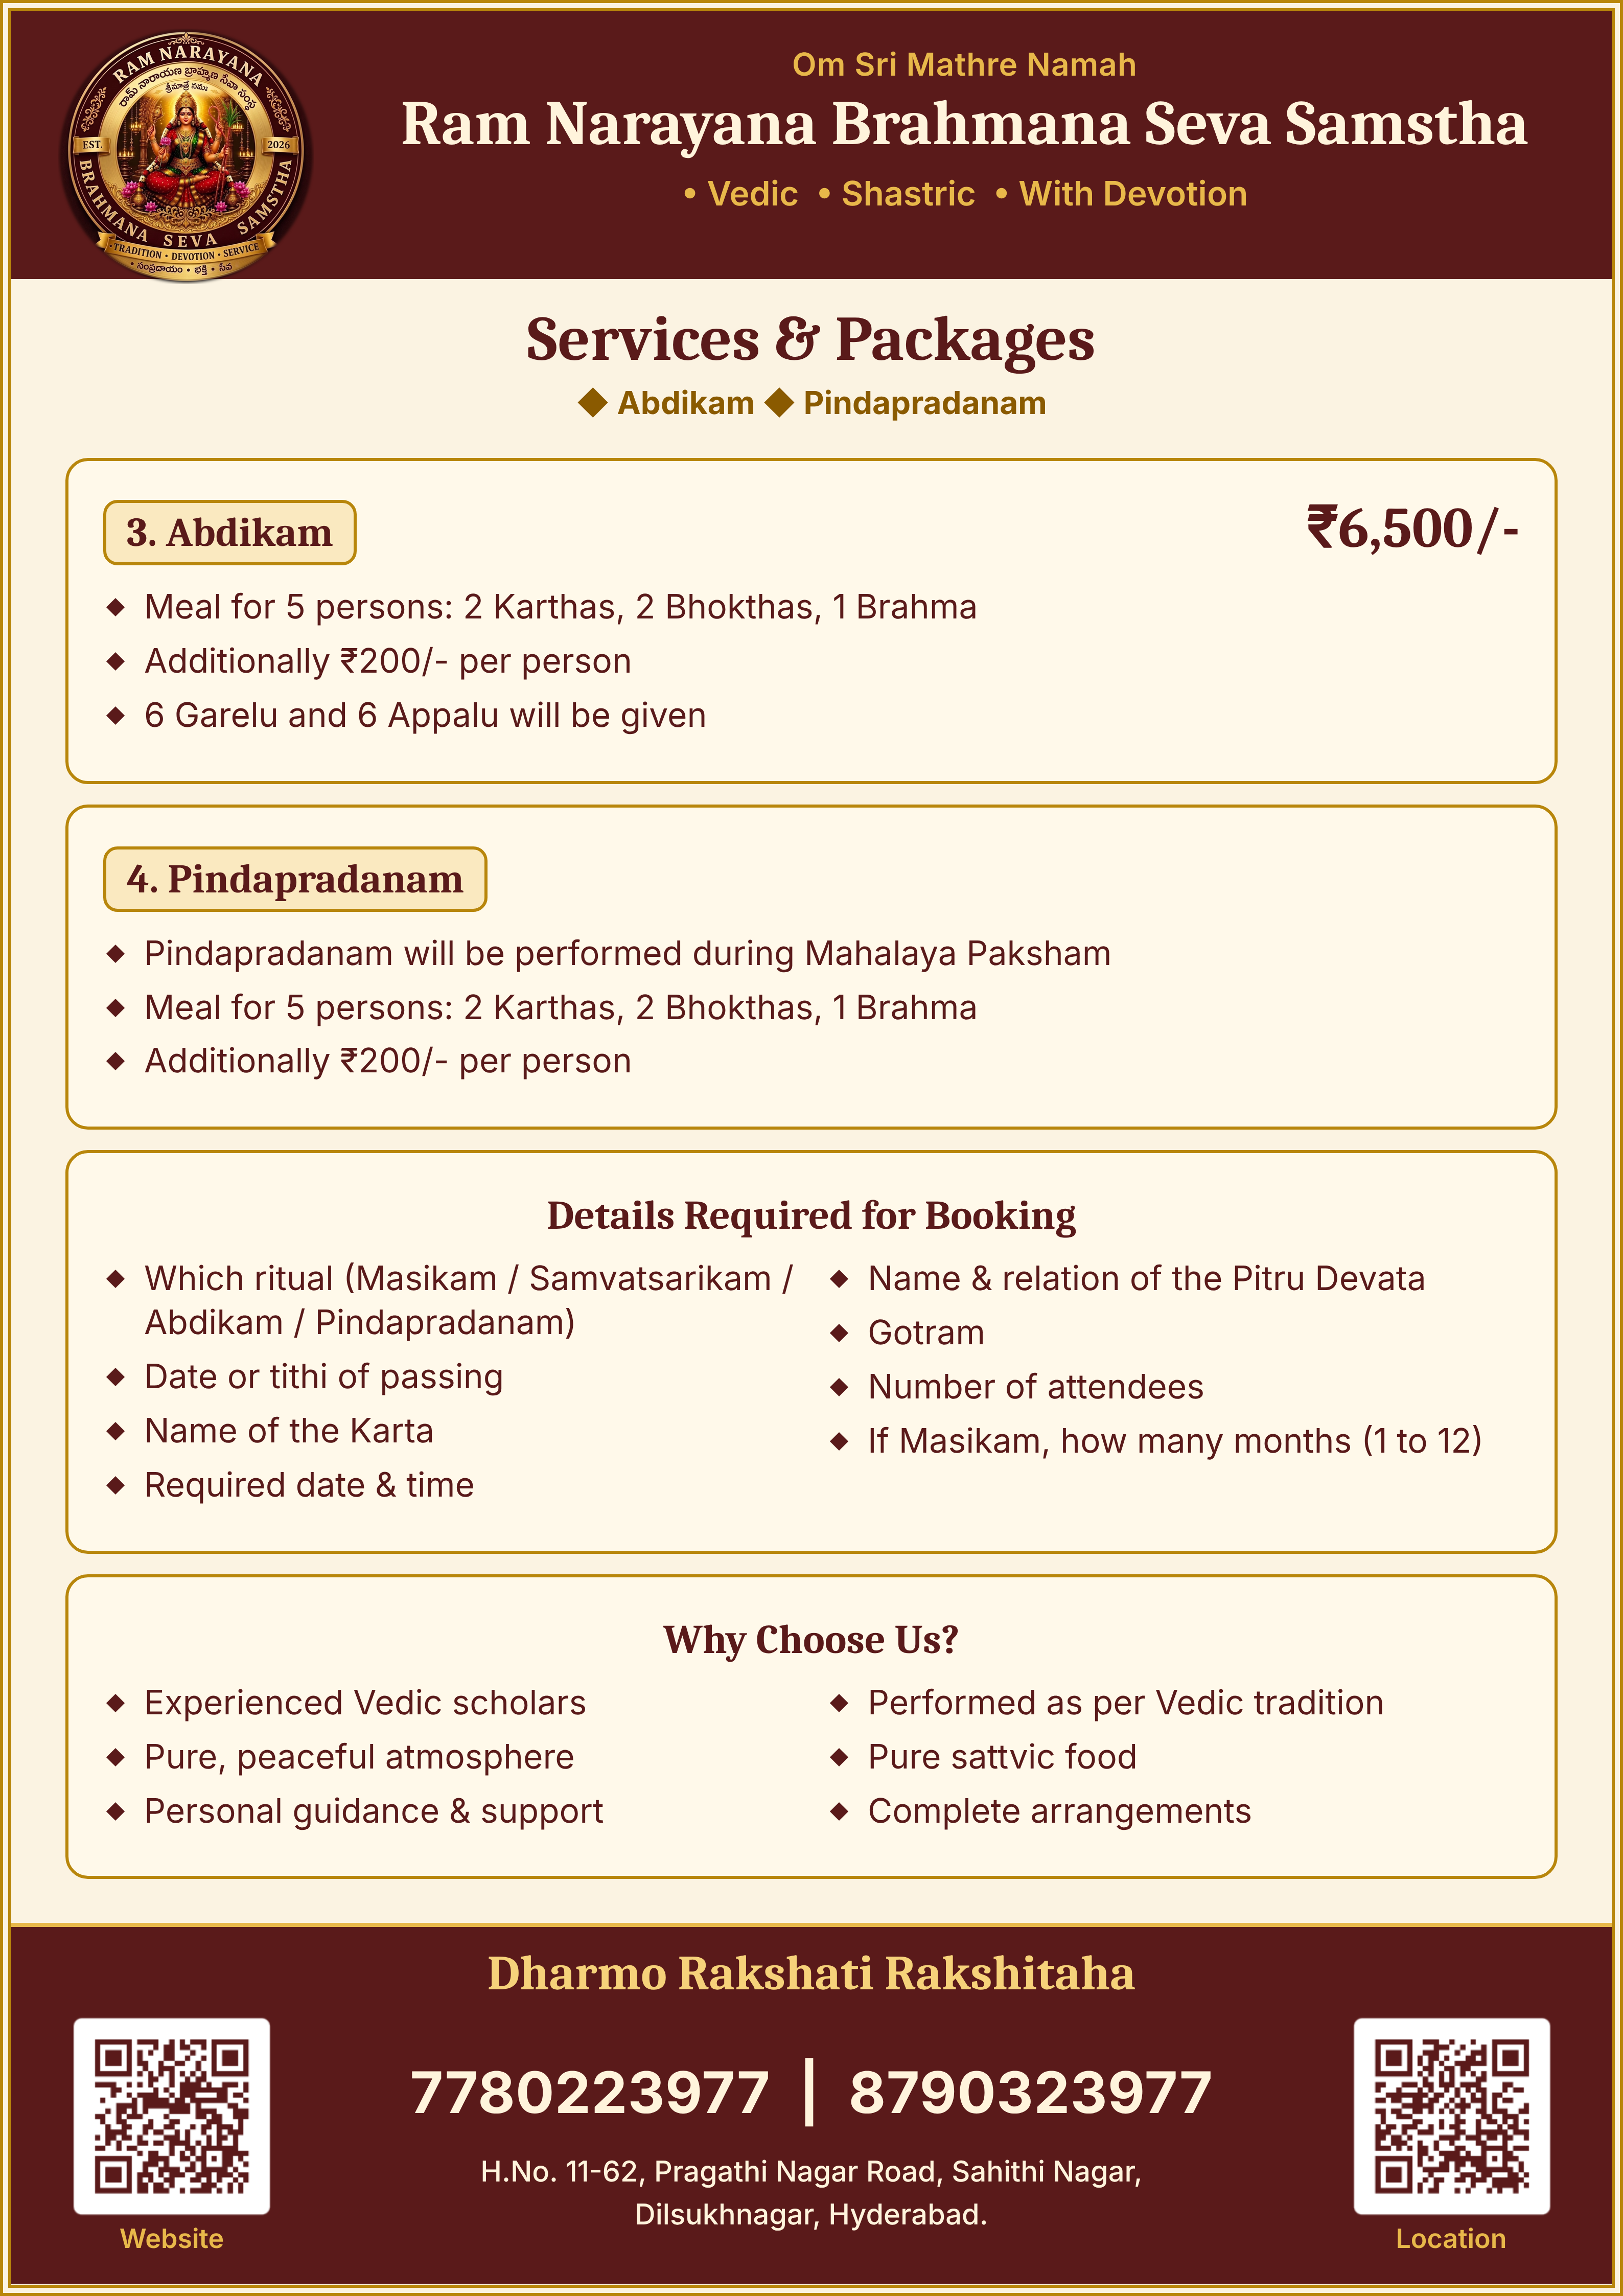 RAM NARAYANA
రామ్ నారాయణ బ్రాహ్మణ సేవా సంస్థ
శ్రీమాత్రే నమః
EST.
2026
BRAHMANA SEVA SAMSTHA
TRADITION • DEVOTION • SERVICE
• సంప్రదాయం • భక్తి • సేవ
Om Sri Mathre Namah
Ram Narayana Brahmana Seva Samstha
• Vedic • Shastric • With Devotion
Services & Packages
◆ Abdikam ◆ Pindapradanam
3. Abdikam
₹6,500/-
◆ Meal for 5 persons: 2 Karthas, 2 Bhokthas, 1 Brahma
◆ Additionally ₹200/- per person
◆ 6 Garelu and 6 Appalu will be given
4. Pindapradanam
◆ Pindapradanam will be performed during Mahalaya Paksham
◆ Meal for 5 persons: 2 Karthas, 2 Bhokthas, 1 Brahma
◆ Additionally ₹200/- per person
Details Required for Booking
◆ Which ritual (Masikam / Samvatsarikam /
Abdikam / Pindapradanam)
◆ Date or tithi of passing
◆ Name of the Karta
◆ Required date & time
◆ Name & relation of the Pitru Devata
◆ Gotram
◆ Number of attendees
◆ If Masikam, how many months (1 to 12)
Why Choose Us?
◆ Experienced Vedic scholars
◆ Pure, peaceful atmosphere
◆ Personal guidance & support
◆ Performed as per Vedic tradition
◆ Pure sattvic food
◆ Complete arrangements
Dharmo Rakshati Rakshitaha
7780223977 | 8790323977
H.No. 11-62, Pragathi Nagar Road, Sahithi Nagar,
Dilsukhnagar, Hyderabad.
Website
Location